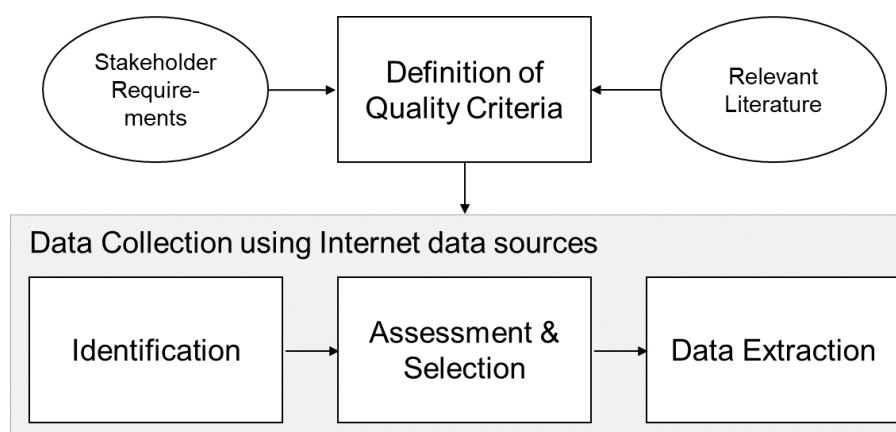 Stakeholder
Require-
ments
Definition of
Quality Criteria
Relevant
Literature
Data Collection using Internet data sources
Identification
Assessment &
Selection
Data Extraction